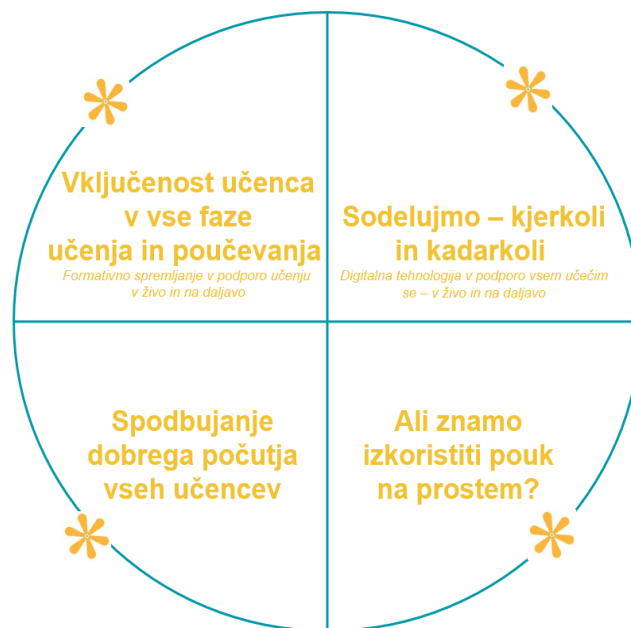 Vključenost učenca
v vse faze
učenja in poučevanja
Formativno spremljanje v podporo učenju
v živo in na daljavo
Sodelujmo – kjerkoli
in kadarkoli
Digitalna tehnologija v podporo vsem učečim
se – v živo in na daljavo
Spodbujanje
dobrega počutja
vseh učencev
Ali znamo
izkoristiti pouk
na prostem?